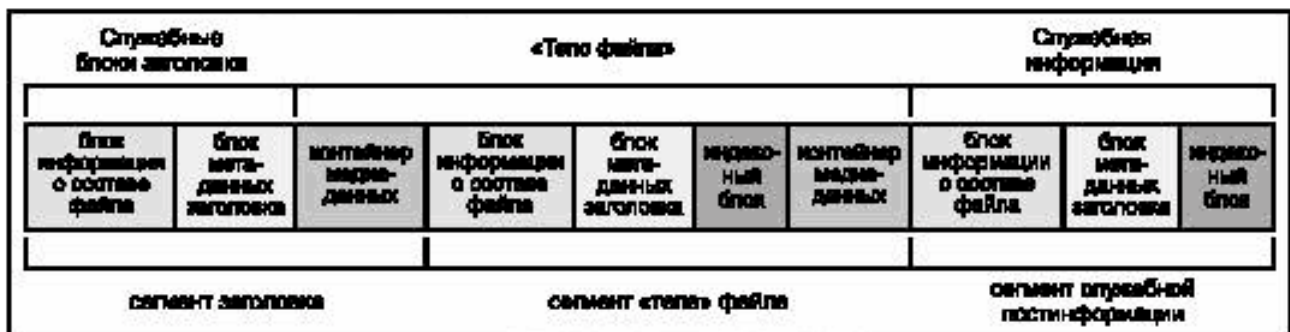 Служебные
блоки заголовка
«Тело файла»
Служебная
информация
блок
информации
о составе
файла
блок
мета-
данных
заголовка
контейнер
медиа-
данных
блок
информации
о составе
файла
блок
мета-
данных
заголовка
индекс-
ный
блок
контейнер
медиа-
данных
блок
информации
о составе
файла
блок
мета-
данных
заголовка
индекс-
ный
блок
сегмент заголовка
сегмент «тела» файла
сегмент служебной
постинформации